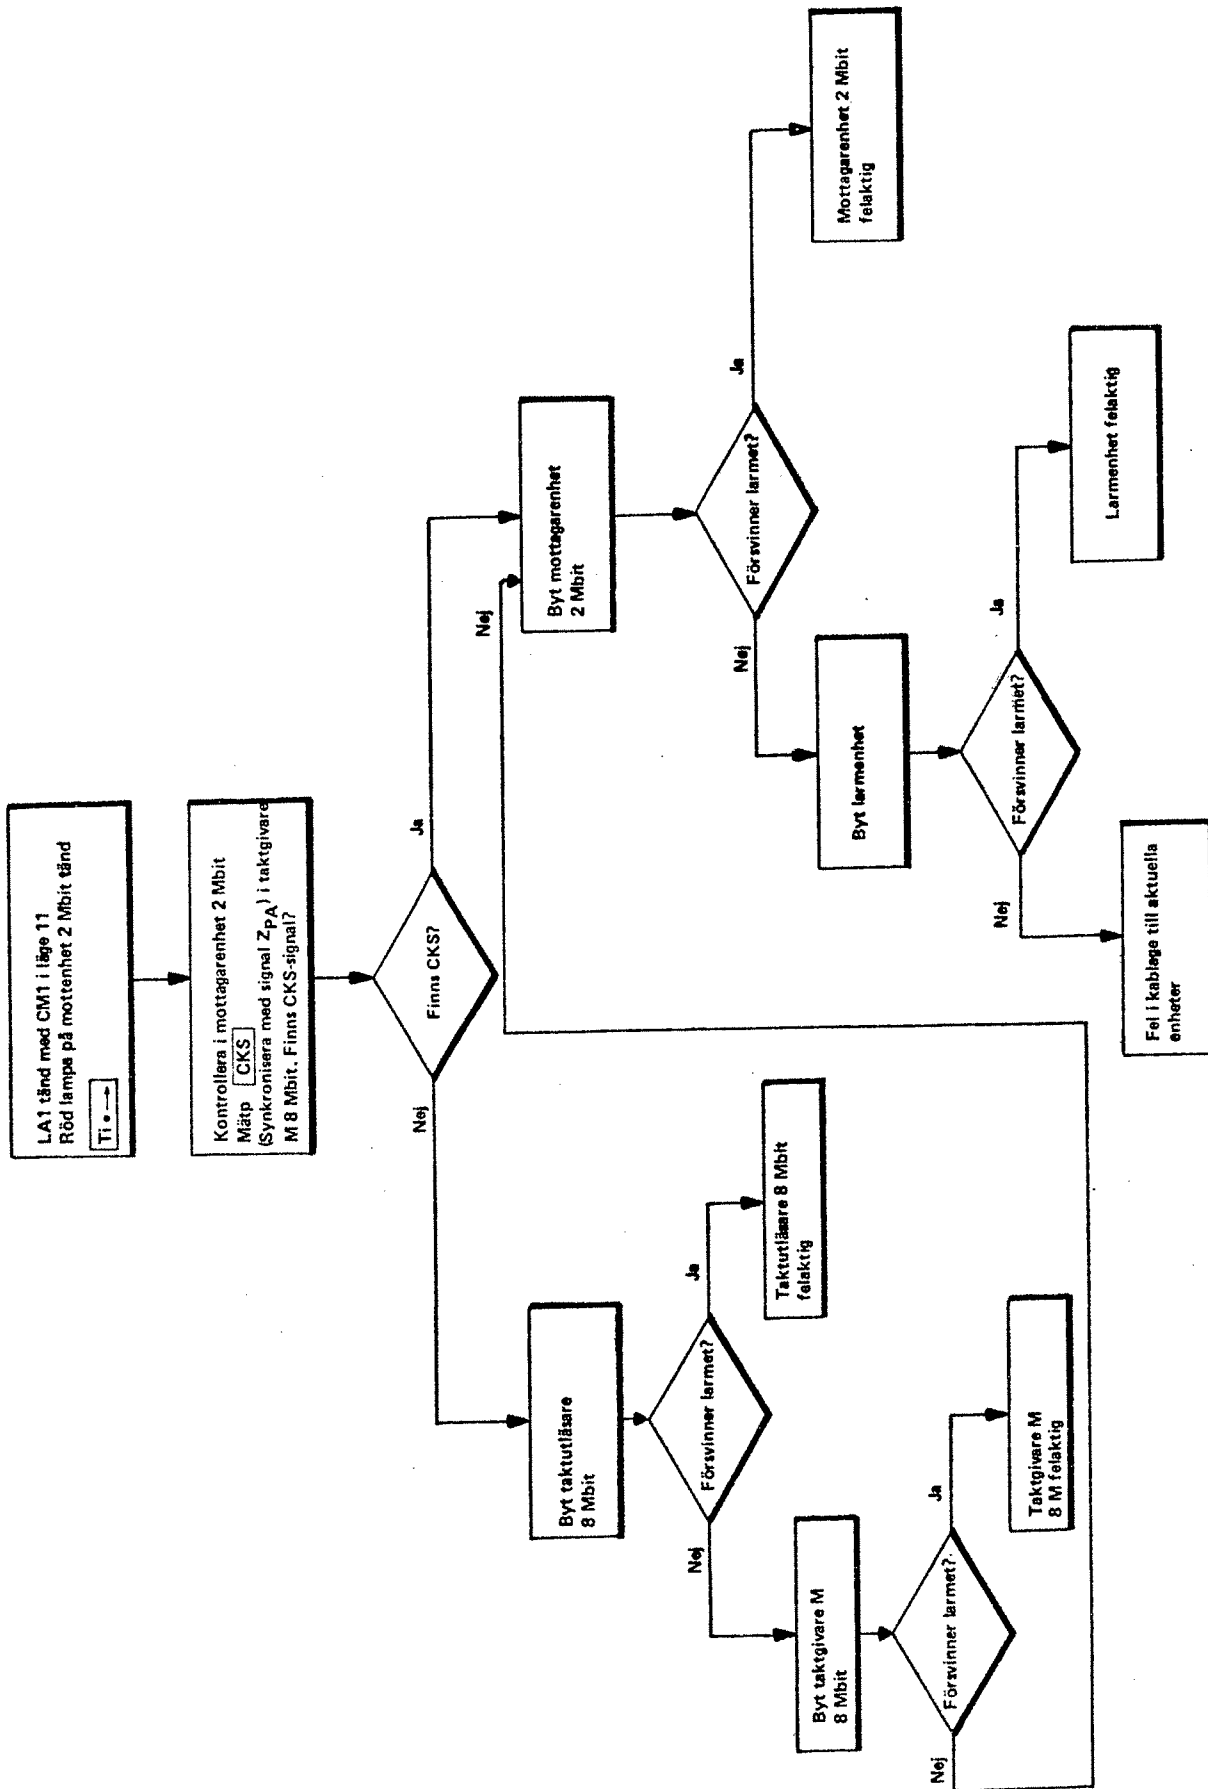 LA1 tänd med CM1 i läge 11
Röd lampa på mottenhet 2 Mbit tänd
Ti
Kontrollera i mottagarenhet 2 Mbit
Mätp CKS
(Synkronisera med signal ZPA) i taktgivare
M 8 Mbit. Finns CKS-signal?
Finns CKS?
Nej
Ja
Byt taktutläsare
8 Mbit
Försvinner larmet?
Nej
Ja
Taktutläsare 8 Mbit
felaktig
Byt taktgivare M
8 Mbit
Försvinner larmet?
Nej
Ja
Taktgivare M
8 M felaktig
Nej
Byt mottagarenhet
2 Mbit
Försvinner larmet?
Nej
Ja
Mottagarenhet 2 Mbit
felaktig
Byt larmenhet
Försvinner larmet?
Nej
Ja
Larmenhet felaktig
Fel i kablage till aktuella
enheter